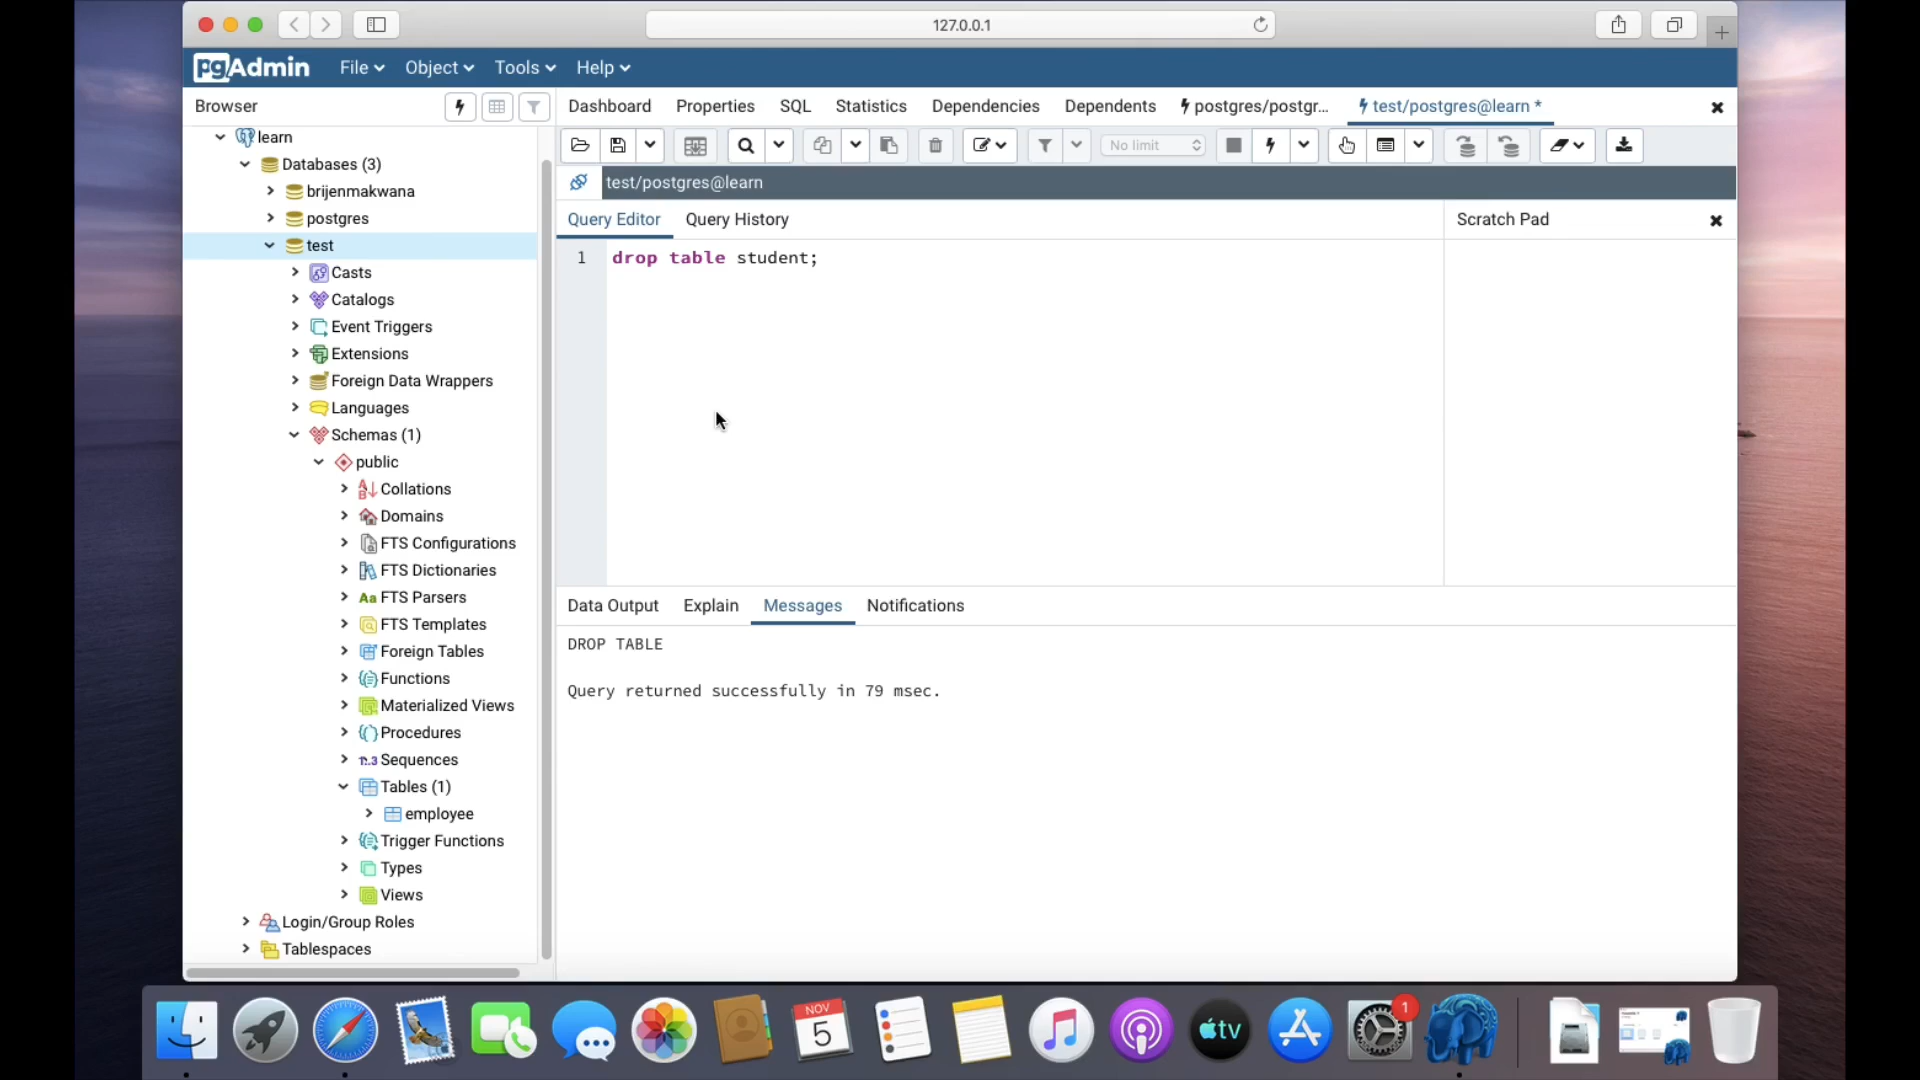 127.0.0.1
pgAdmin File Object Tools Help
Browser
Dashboard Properties SQL Statistics Dependencies Dependents postgres/postgr... test/postgres@learn *
No limit
test/postgres@learn
Query Editor Query History
Scratch Pad
1 drop table student;
learn
Databases (3)
brijenmakwana
postgres
test
Casts
Catalogs
Event Triggers
Extensions
Foreign Data Wrappers
Languages
Schemas (1)
public
Collations
Domains
FTS Configurations
FTS Dictionaries
Aa FTS Parsers
FTS Templates
Foreign Tables
Functions
Materialized Views
Procedures
1..3 Sequences
Tables (1)
employee
Trigger Functions
Types
Views
Login/Group Roles
Tablespaces
Data Output Explain Messages Notifications
DROP TABLE
Query returned successfully in 79 msec.
NOV
5
tv
1